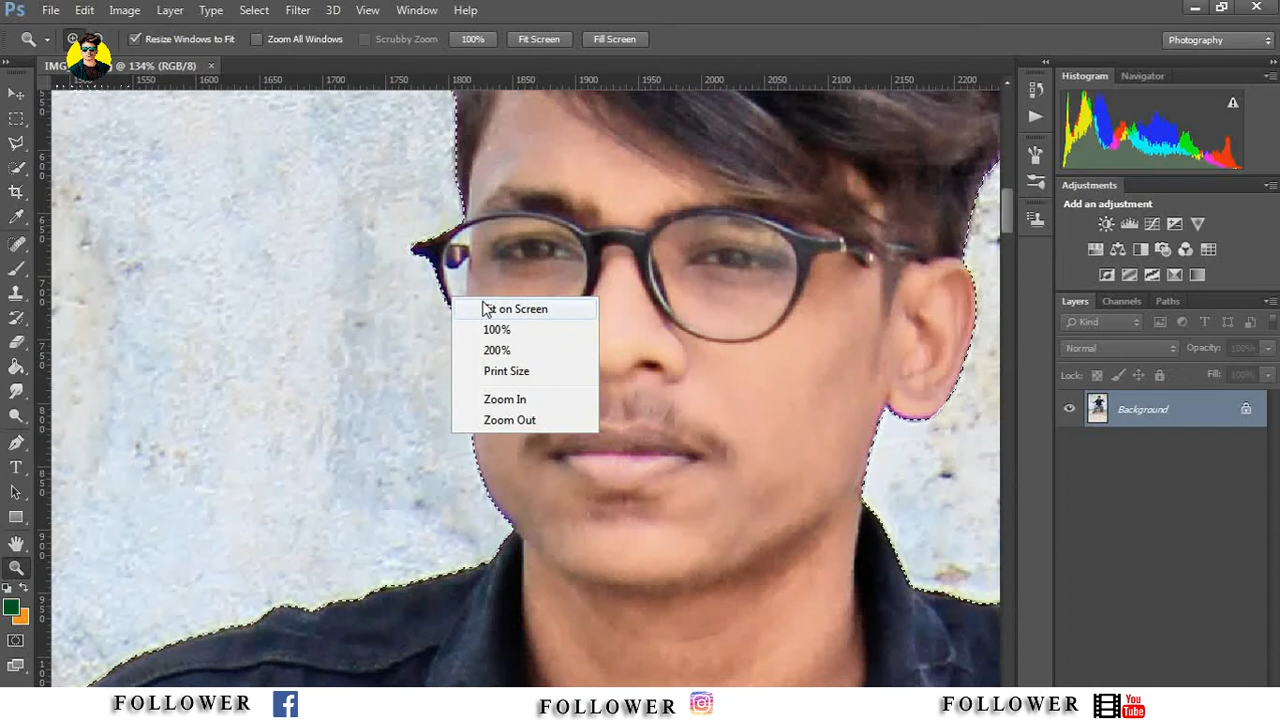 Ps File Edit Image Layer Type Select Filter 3D View Window Help
Resize Windows to Fit Zoom All Windows Scrubby Zoom 100% Fit Screen Fill Screen Photography
IMG @ 134% (RGB/8) ×
1550 1600 1650 1700 1750 1800 1850 1900 1950 2000 2050 2100 2150 2200
Histogram Navigator
Adjustments
Add an adjustment
Layers Channels Paths
Kind
Normal Opacity: 100%
Lock: Fill: 100%
Background
on Screen
100%
200%
Print Size
Zoom In
Zoom Out
FOLLOWER FOLLOWER FOLLOWER You Tube